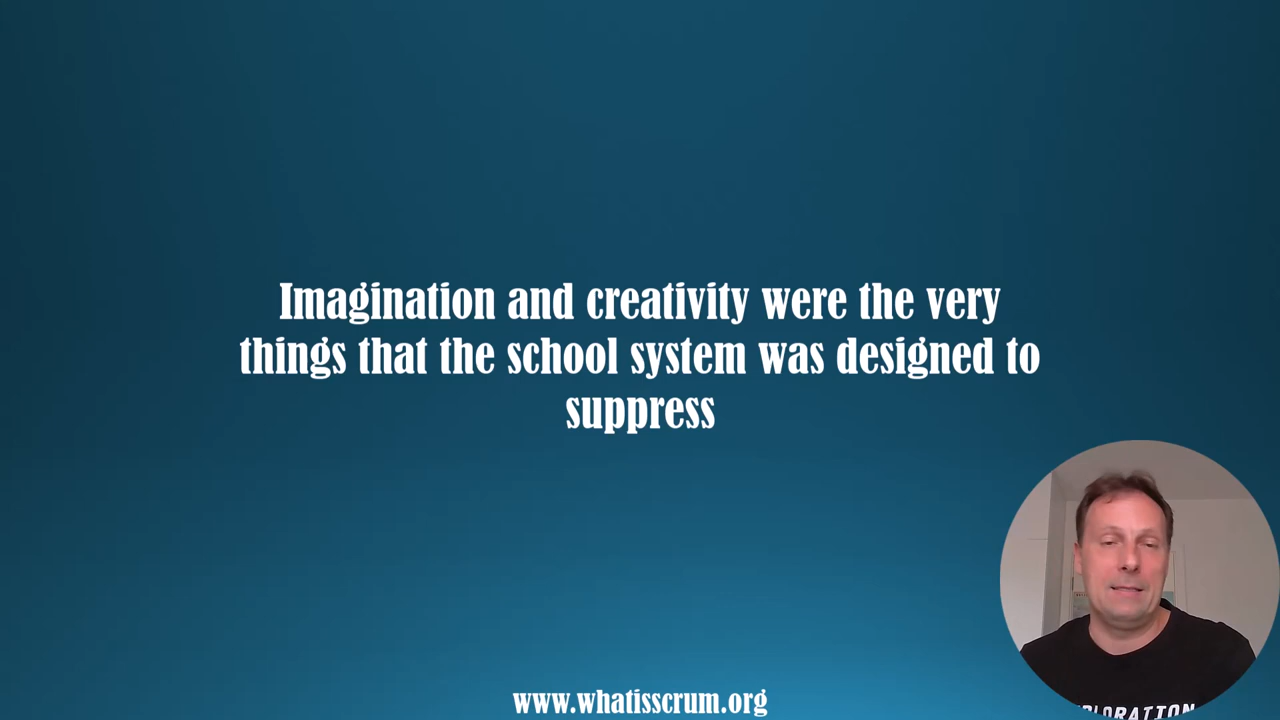 Imagination and creativity were the very
things that the school system was designed to
suppress
www.whatisscrum.org